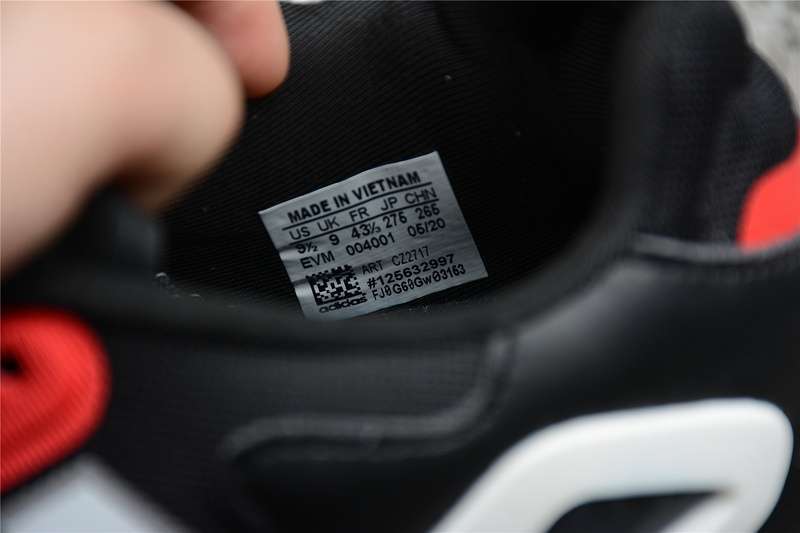 MADE IN VIETNAM
US UK FR JP CHN
9½ 9 43⅓ 275 265
EVM 004001 05/20
ART CZ2717
#125632997
adidas FJ0G60Gw03163